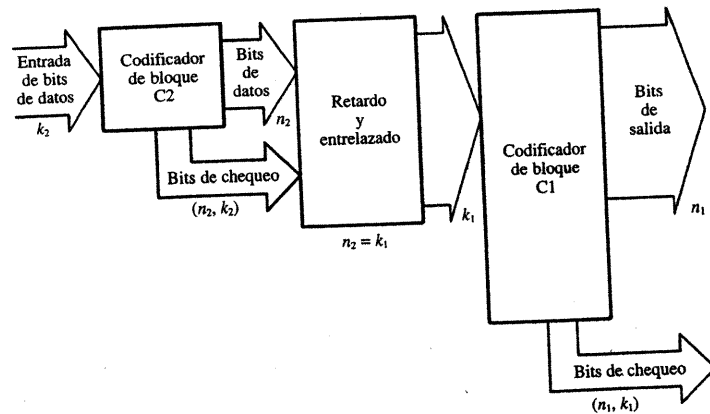 Entrada
de bits
de datos
k₂
Codificador
de bloque
C2
Bits
de
datos
n₂
Bits de chequeo
(n₂, k₂)
Retardo
y
entrelazado
n₂ = k₁
k₁
Codificador
de bloque
C1
Bits
de
salida
n₁
Bits de chequeo
(n₁, k₁)